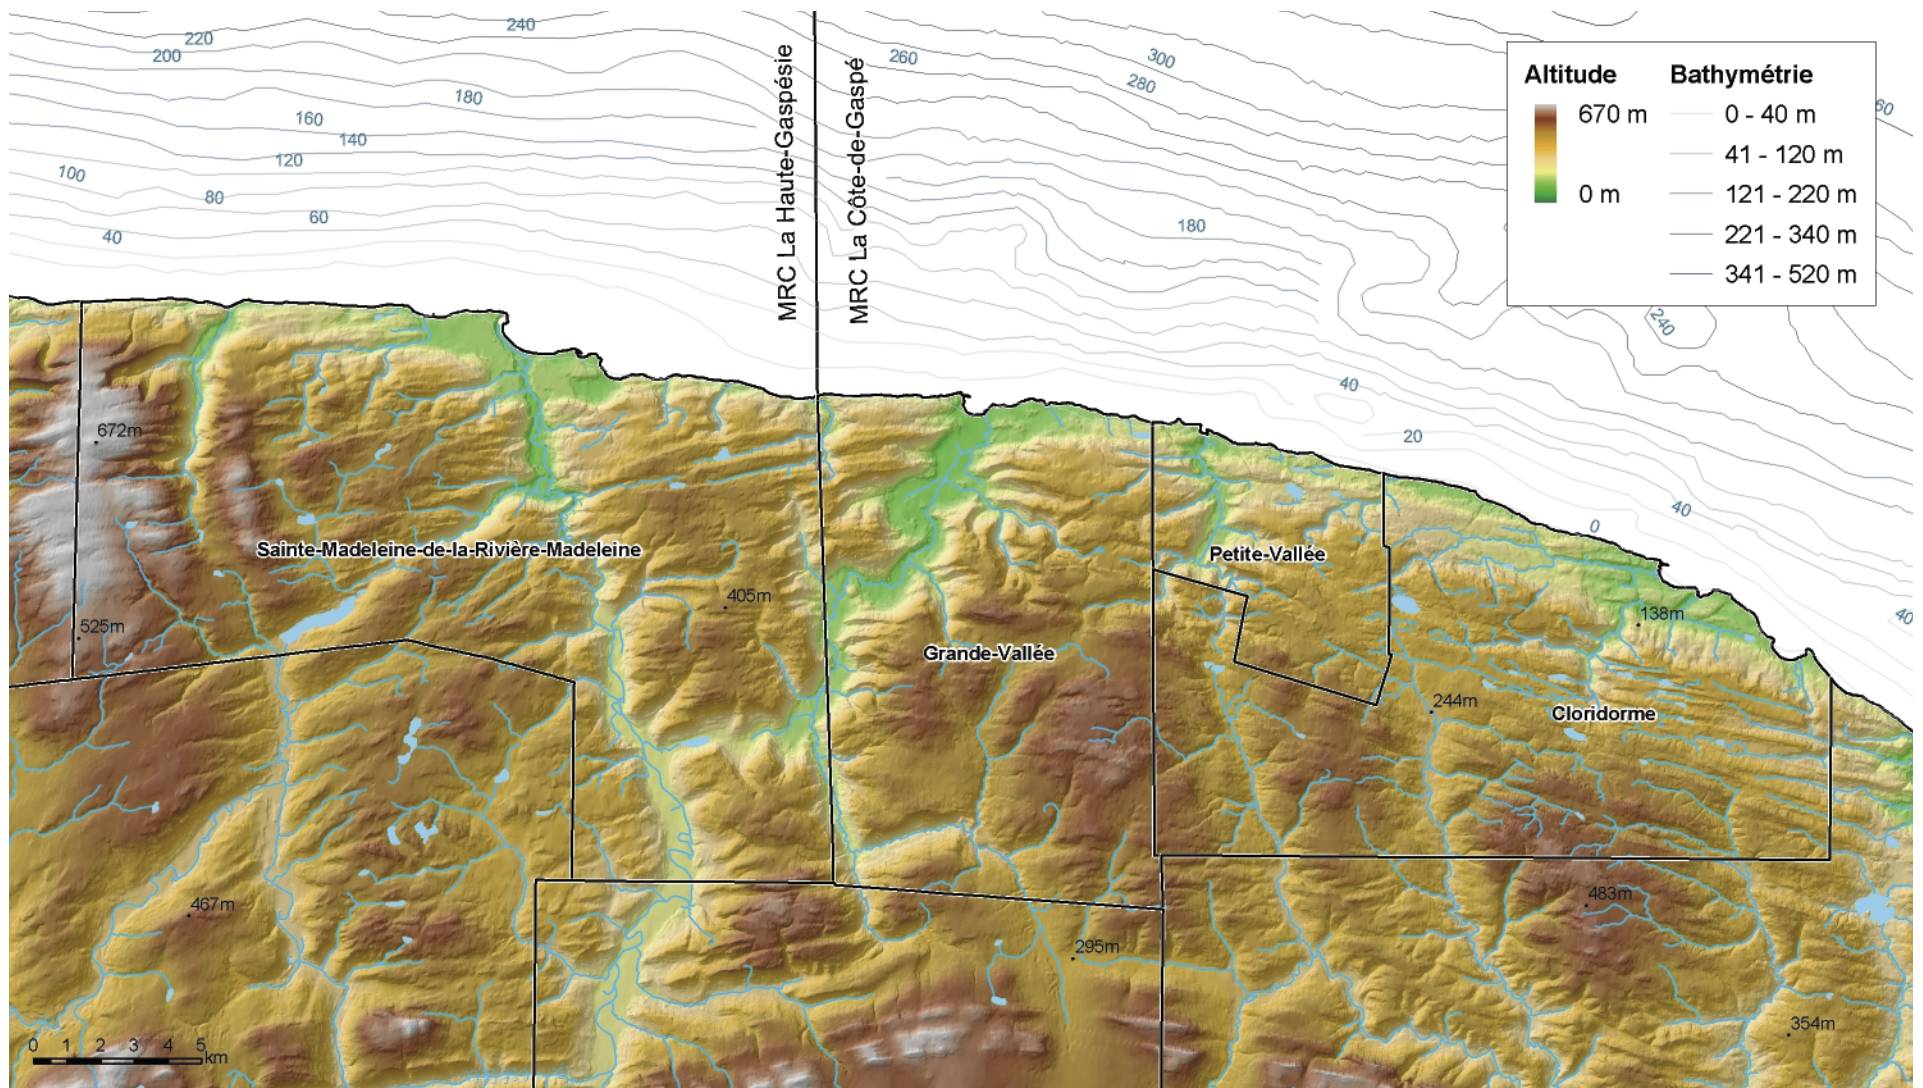 240
220
200
260
300
280
180
160
140
120
100
80
60
40
180
240
60
40
20
0
40
40
MRC La Haute-Gaspésie
MRC La Côte-de-Gaspé
Altitude
670 m
0 m
Bathymétrie
0 - 40 m
41 - 120 m
121 - 220 m
221 - 340 m
341 - 520 m
672m
525m
Sainte-Madeleine-de-la-Rivière-Madeleine
405m
Grande-Vallée
Petite-Vallée
138m
244m
Cloridorme
467m
483m
295m
354m
0 1 2 3 4 5
km